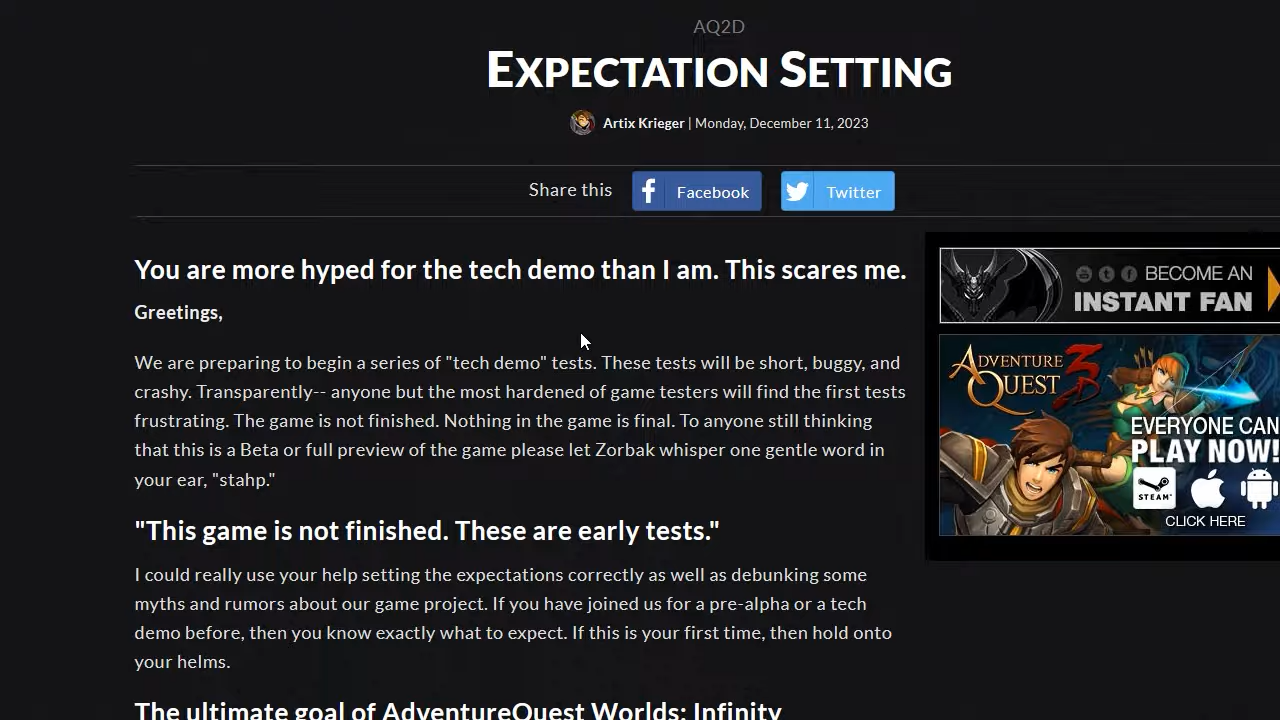 AQ2D
EXPECTATION SETTING
Artix Krieger | Monday, December 11, 2023
Share this
Facebook
Twitter
You are more hyped for the tech demo than I am. This scares me.
Greetings,
We are preparing to begin a series of "tech demo" tests. These tests will be short, buggy, and
crashy. Transparently-- anyone but the most hardened of game testers will find the first tests
frustrating. The game is not finished. Nothing in the game is final. To anyone still thinking
that this is a Beta or full preview of the game please let Zorbak whisper one gentle word in
your ear, "stahp."
"This game is not finished. These are early tests."
I could really use your help setting the expectations correctly as well as debunking some
myths and rumors about our game project. If you have joined us for a pre-alpha or a tech
demo before, then you know exactly what to expect. If this is your first time, then hold onto
your helms.
The ultimate goal of AdventureQuest Worlds: Infinity
BECOME AN
INSTANT FAN
ADVENTURE
QUEST 3D
EVERYONE CAN
PLAY NOW!
STEAM
CLICK HERE